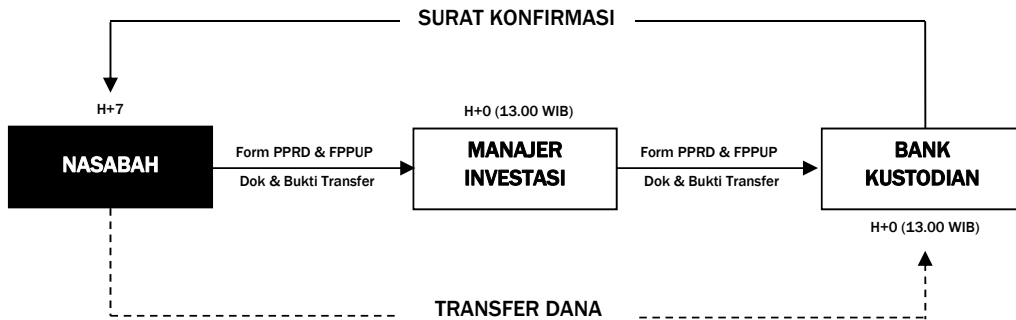 SURAT KONFIRMASI
H+7
H+0 (13.00 WIB)
NASABAH
Form PPRD & FPPUP
Dok & Bukti Transfer
MANAJER
INVESTASI
Form PPRD & FPPUP
Dok & Bukti Transfer
BANK
KUSTODIAN
H+0 (13.00 WIB)
TRANSFER DANA